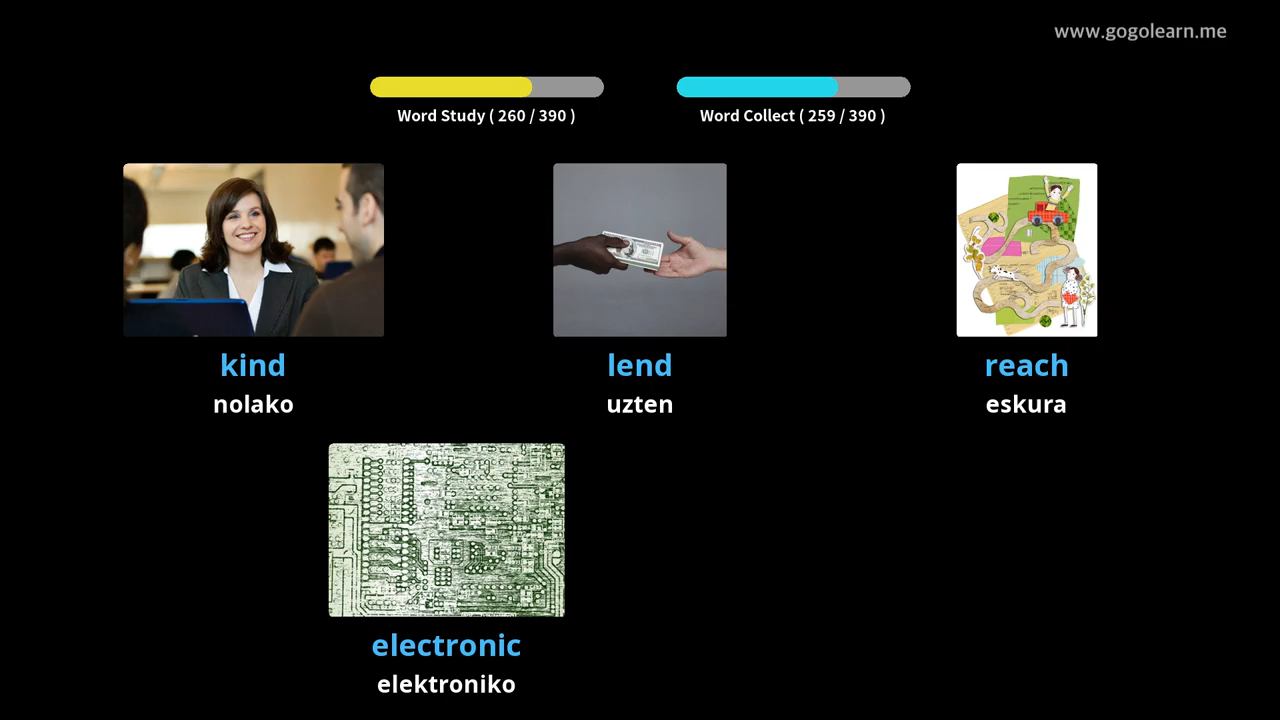 www.gogolearn.me
Word Study ( 260 / 390 )
Word Collect ( 259 / 390 )
kind
nolako
lend
uzten
reach
eskura
electronic
elektroniko